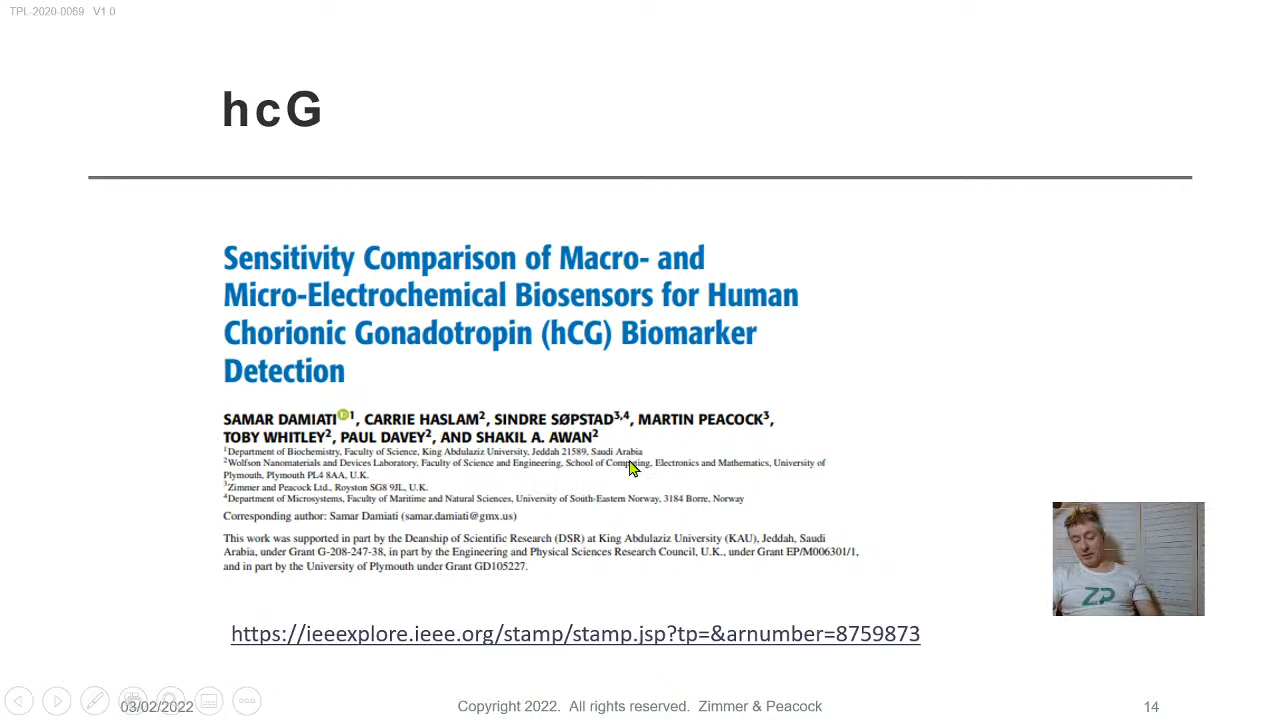 TPL-2020-0069 V1 0
hcG
Sensitivity Comparison of Macro- and
Micro-Electrochemical Biosensors for Human
Chorionic Gonadotropin (hCG) Biomarker
Detection
SAMAR DAMIATI 1, CARRIE HASLAM2, SINDRE SØPSTAD3,4, MARTIN PEACOCK3,
TOBY WHITLEY2, PAUL DAVEY2, AND SHAKIL A. AWAN2
1Department of Biochemistry, Faculty of Science, King Abdulaziz University, Jeddah 21589, Saudi Arabia
2Wolfson Nanomaterials and Devices Laboratory, Faculty of Science and Engineering, School of Computing, Electronics and Mathematics, University of
Plymouth, Plymouth PL4 8AA, U.K.
3Zimmer and Peacock Ltd., Royston SG8 9JL, U.K.
4Department of Microsystems, Faculty of Maritime and Natural Sciences, University of South-Eastern Norway, 3184 Borre, Norway
Corresponding author: Samar Damiati (samar.damiati@gmx.us)
This work was supported in part by the Deanship of Scientific Research (DSR) at King Abdulaziz University (KAU), Jeddah, Saudi
Arabia, under Grant G-208-247-38, in part by the Engineering and Physical Sciences Research Council, U.K., under Grant EP/M006301/1,
and in part by the University of Plymouth under Grant GD105227.
ZP
https://ieeexplore.ieee.org/stamp/stamp.jsp?tp=&arnumber=8759873
03/02/2022
Copyright 2022. All rights reserved. Zimmer & Peacock
14